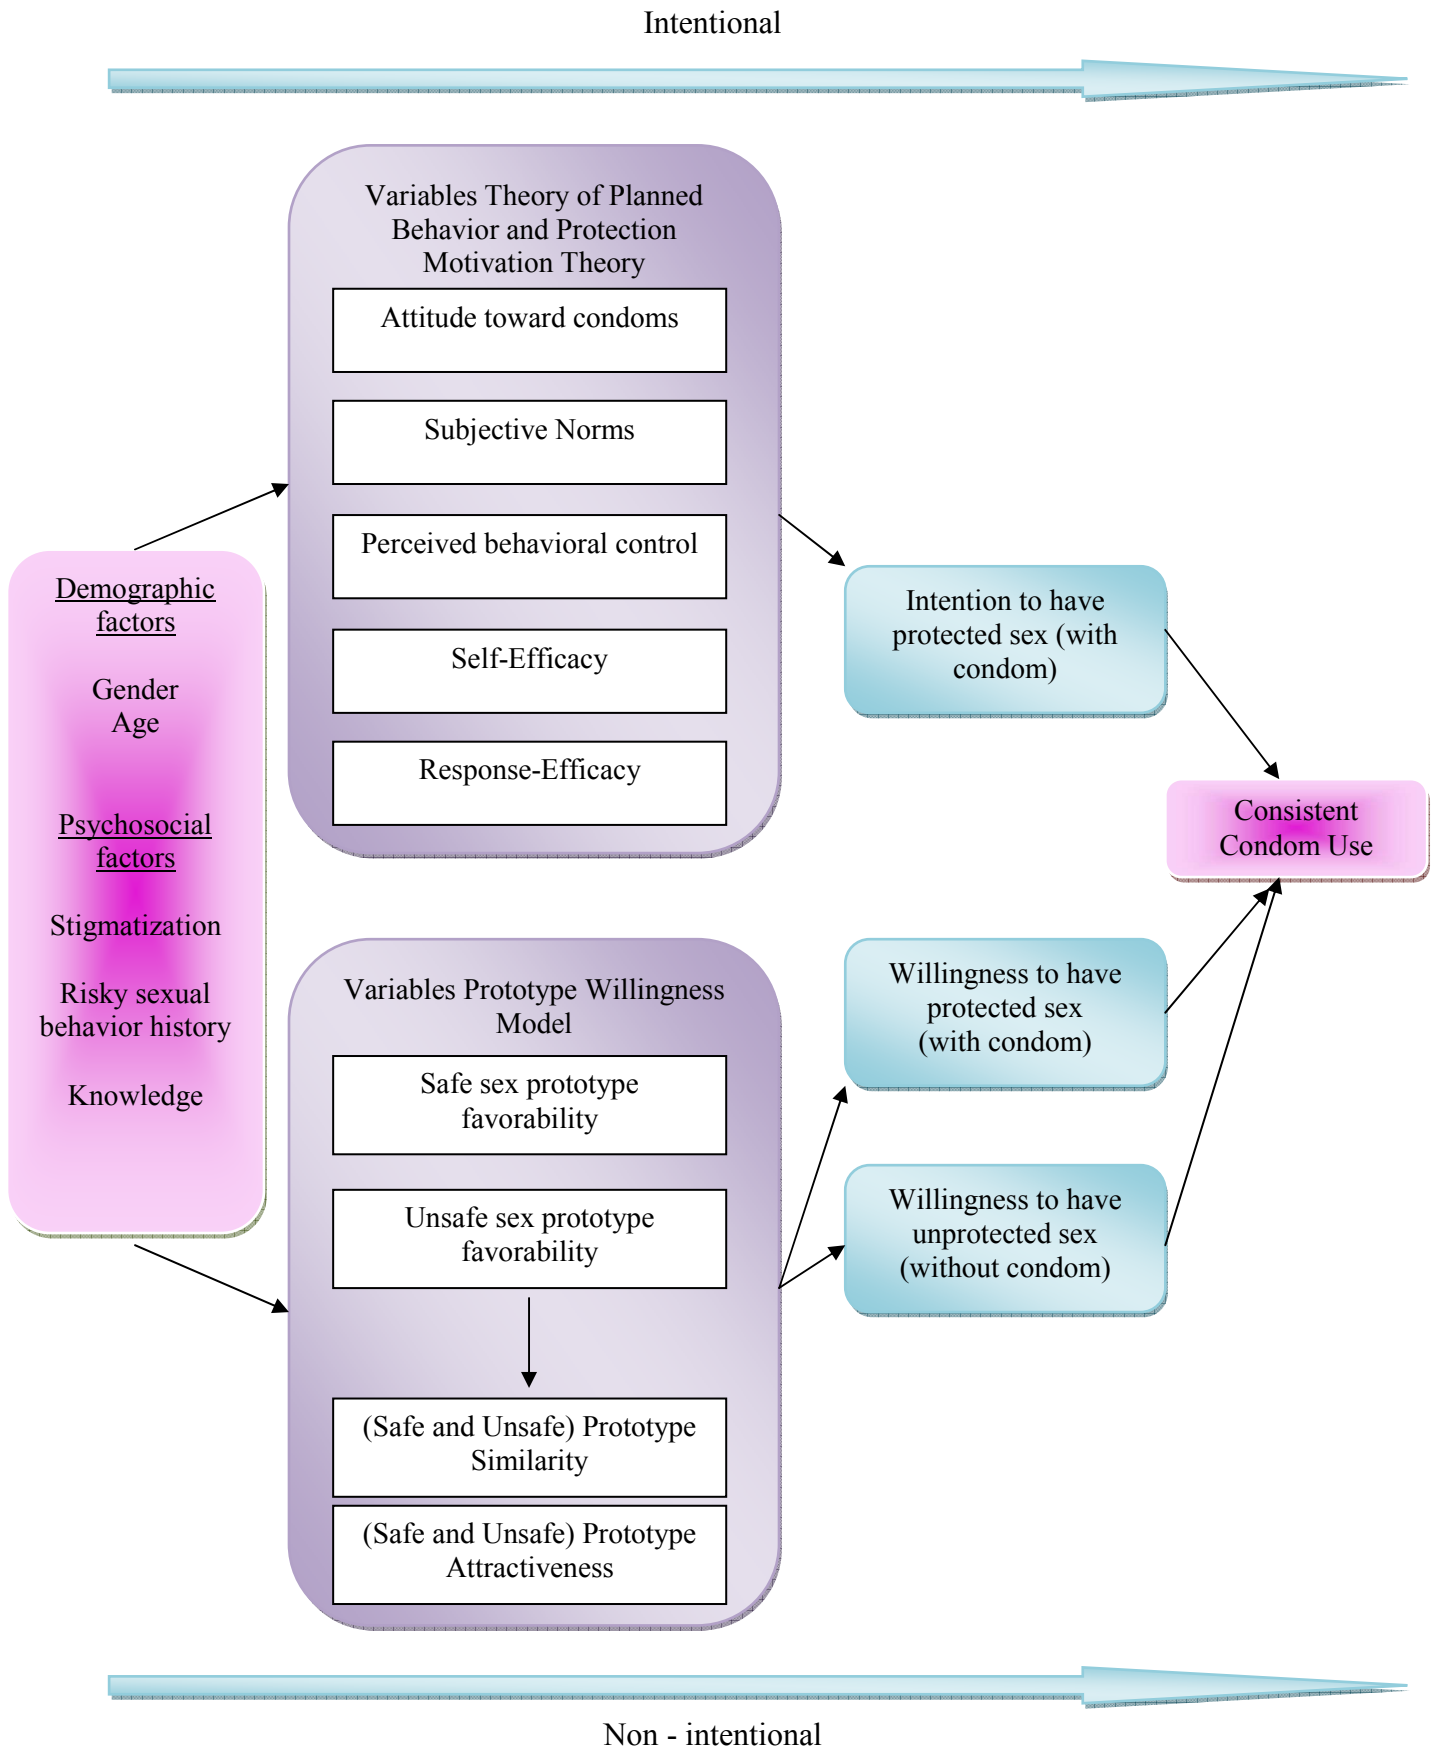 Intentional
Variables Theory of Planned
Behavior and Protection
Motivation Theory
Attitude toward condoms
Subjective Norms
Perceived behavioral control
Self-Efficacy
Response-Efficacy
Demographic
factors
Gender
Age
Psychosocial
factors
Stigmatization
Risky sexual
behavior history
Knowledge
Intention to have
protected sex (with
condom)
Consistent
Condom Use
Variables Prototype Willingness
Model
Safe sex prototype
favorability
Unsafe sex prototype
favorability
(Safe and Unsafe) Prototype
Similarity
(Safe and Unsafe) Prototype
Attractiveness
Willingness to have
protected sex
(with condom)
Willingness to have
unprotected sex
(without condom)
Non - intentional